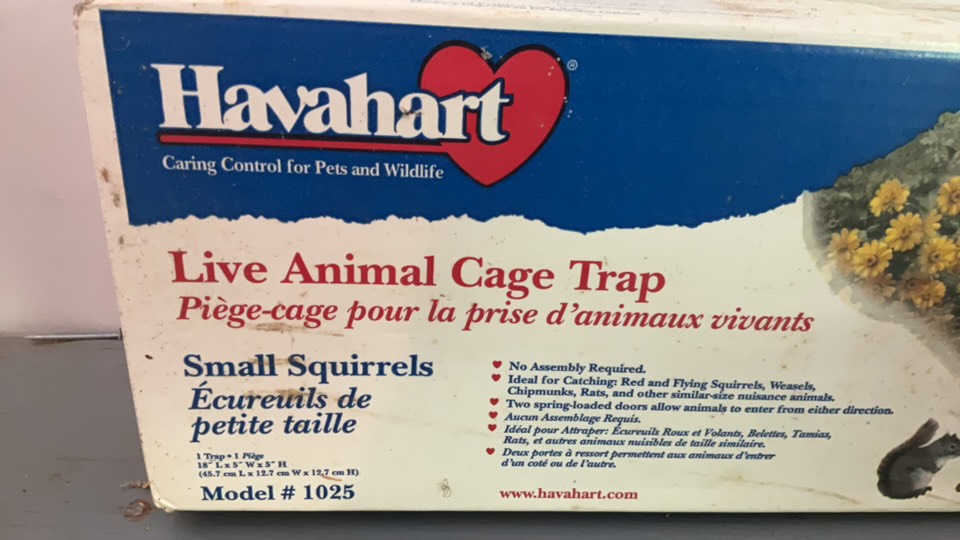 Havahart®
Caring Control for Pets and Wildlife
Live Animal Cage Trap
Piège-cage pour la prise d'animaux vivants
Small Squirrels
Écureuils de
petite taille
1 Trap • 1 Piège
18" L x 5" W x 5" H
(45.7 cm L x 12.7 cm W x 12,7 cm H)
Model # 1025
No Assembly Required.
Ideal for Catching: Red and Flying Squirrels, Weasels,
Chipmunks, Rats, and other similar-size nuisance animals.
Two spring-loaded doors allow animals to enter from either direction.
Aucun Assemblage Requis.
Idéal pour Attraper: Écureuils Roux et Volants, Belettes, Tamias,
Rats, et autres animaux nuisibles de taille similaire.
Deux portes à ressort permettent aux animaux d'entrer
d'un coté ou de l'autre.
www.havahart.com